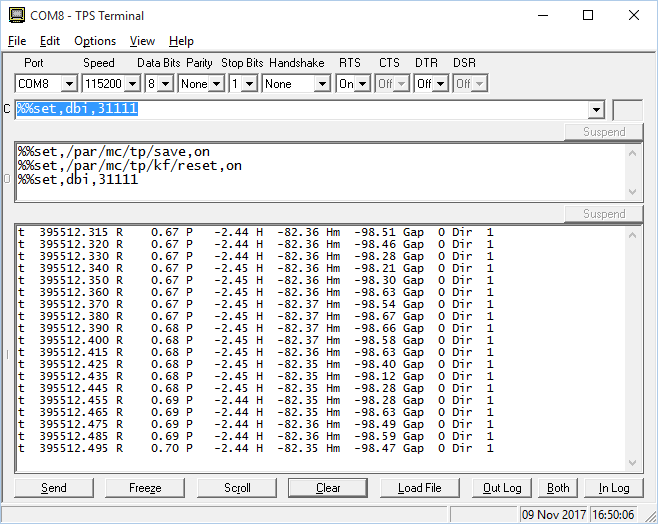 COM8 - TPS Terminal
File Edit Options View Help
Port Speed Data Bits Parity Stop Bits Handshake RTS CTS DTR DSR
COM8 115200 8 None 1 None On Off Off Off
C %%set,dbi,31111
Suspend
O %%set,/par/mc/tp/save,on
%%set,/par/mc/tp/kf/reset,on
%%set,dbi,31111
Suspend
t 395512.315 R 0.67 P -2.44 H -82.36 Hm -98.51 Gap 0 Dir 1
t 395512.320 R 0.67 P -2.44 H -82.36 Hm -98.46 Gap 0 Dir 1
t 395512.330 R 0.67 P -2.44 H -82.36 Hm -98.28 Gap 0 Dir 1
t 395512.340 R 0.67 P -2.45 H -82.36 Hm -98.21 Gap 0 Dir 1
t 395512.350 R 0.67 P -2.45 H -82.36 Hm -98.30 Gap 0 Dir 1
t 395512.360 R 0.67 P -2.45 H -82.36 Hm -98.63 Gap 0 Dir 1
t 395512.370 R 0.67 P -2.45 H -82.37 Hm -98.54 Gap 0 Dir 1
t 395512.380 R 0.67 P -2.45 H -82.37 Hm -98.67 Gap 0 Dir 1
t 395512.390 R 0.68 P -2.45 H -82.37 Hm -98.66 Gap 0 Dir 1
t 395512.400 R 0.68 P -2.45 H -82.37 Hm -98.58 Gap 0 Dir 1
t 395512.415 R 0.68 P -2.45 H -82.36 Hm -98.63 Gap 0 Dir 1
t 395512.425 R 0.68 P -2.45 H -82.35 Hm -98.40 Gap 0 Dir 1
t 395512.435 R 0.68 P -2.45 H -82.35 Hm -98.12 Gap 0 Dir 1
t 395512.445 R 0.69 P -2.45 H -82.35 Hm -98.28 Gap 0 Dir 1
t 395512.455 R 0.69 P -2.44 H -82.35 Hm -98.28 Gap 0 Dir 1
t 395512.465 R 0.69 P -2.44 H -82.35 Hm -98.63 Gap 0 Dir 1
t 395512.475 R 0.69 P -2.44 H -82.36 Hm -98.49 Gap 0 Dir 1
t 395512.485 R 0.69 P -2.44 H -82.36 Hm -98.59 Gap 0 Dir 1
t 395512.495 R 0.70 P -2.44 H -82.35 Hm -98.47 Gap 0 Dir 1
I
Send Freeze Scroll Clear Load File Out Log Both In Log
09 Nov 2017 16:50:06